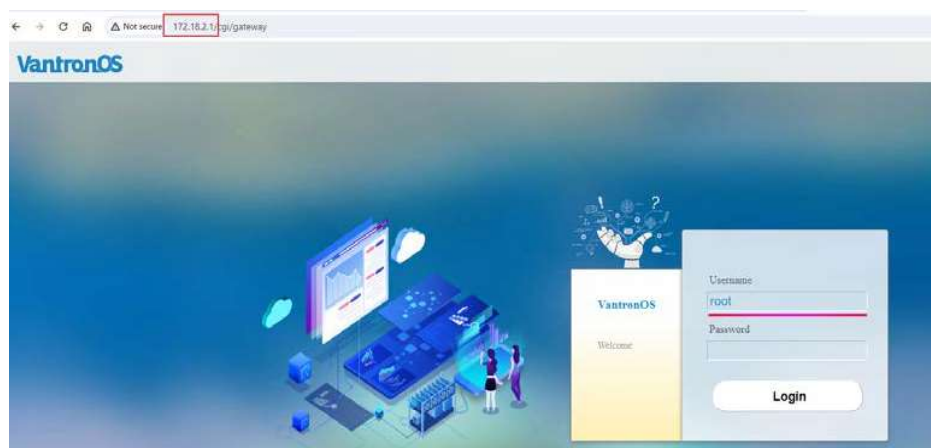 Not secure 172.18.2.1/cgi/gateway
VantronOS
!
?
Username
root
VantronOS
Password
Welcome
Login